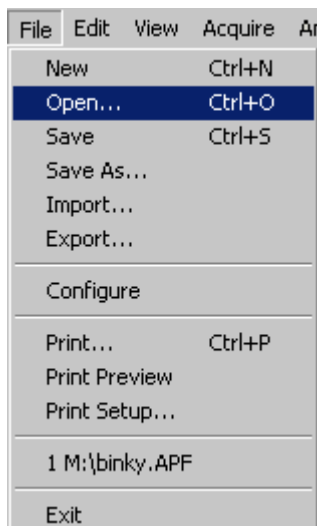 File Edit View Acquire
New Ctrl+N
Open... Ctrl+O
Save Ctrl+S
Save As...
Import...
Export...
Configure
Print... Ctrl+P
Print Preview
Print Setup...
1 M:\binky.APF
Exit